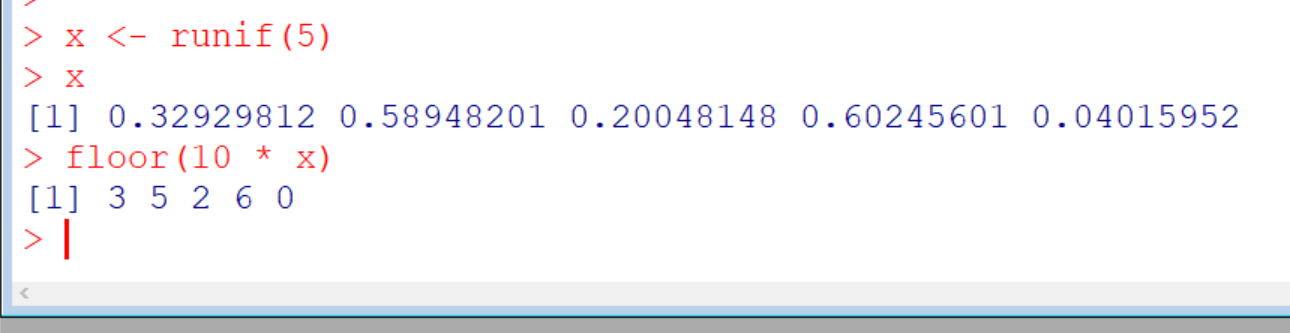 >
> x <- runif(5)
> x
[1] 0.32929812 0.58948201 0.20048148 0.60245601 0.04015952
> floor(10 * x)
[1] 3 5 2 6 0
>